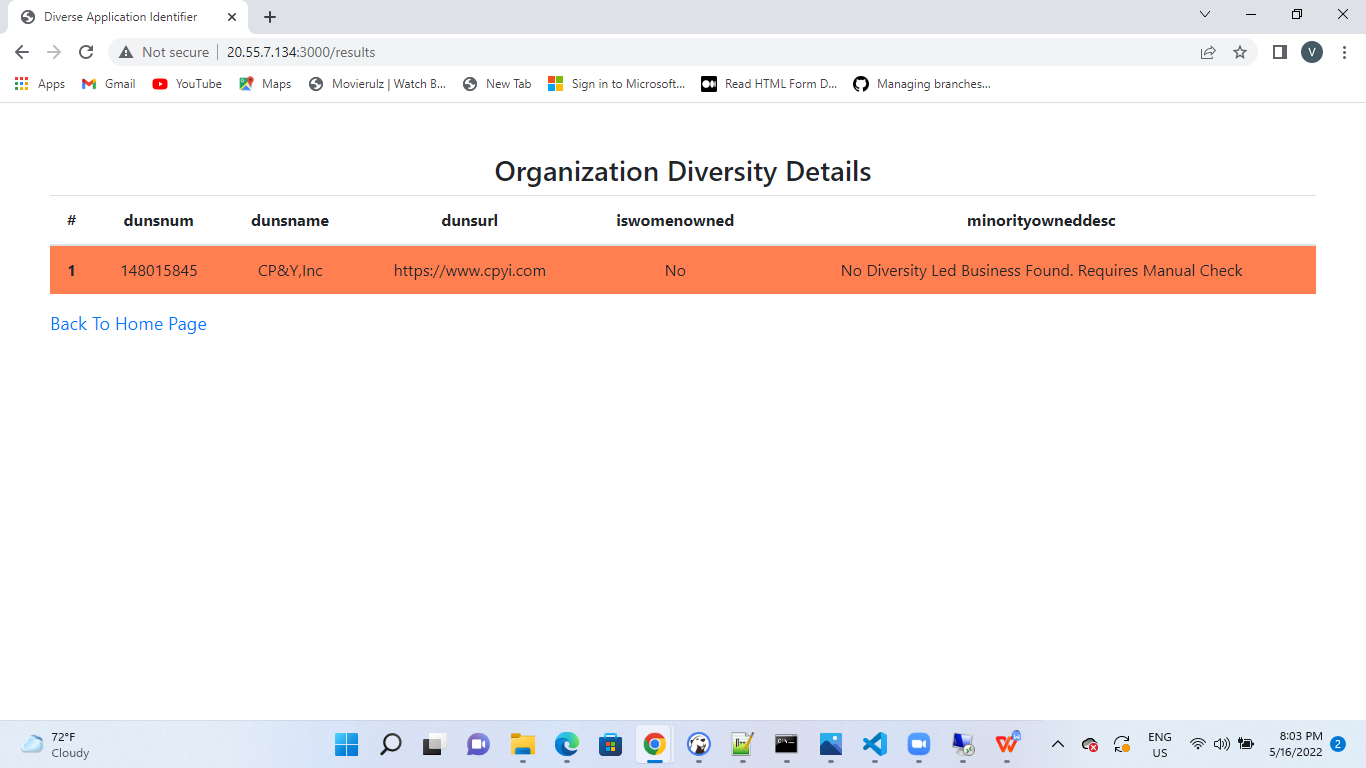 Diverse Application Identifier
Not secure 20.55.7.134:3000/results
V
Apps Gmail YouTube Maps Movierulz | Watch B... New Tab Sign in to Microsoft... Read HTML Form D... Managing branches...
Organization Diversity Details
# dunsnum dunsname dunsurl iswomenowned minorityowneddesc
1 148015845 CP&Y,Inc https://www.cpyi.com No No Diversity Led Business Found. Requires Manual Check
Back To Home Page
72°F
Cloudy
ENG
US
8:03 PM
5/16/2022
2